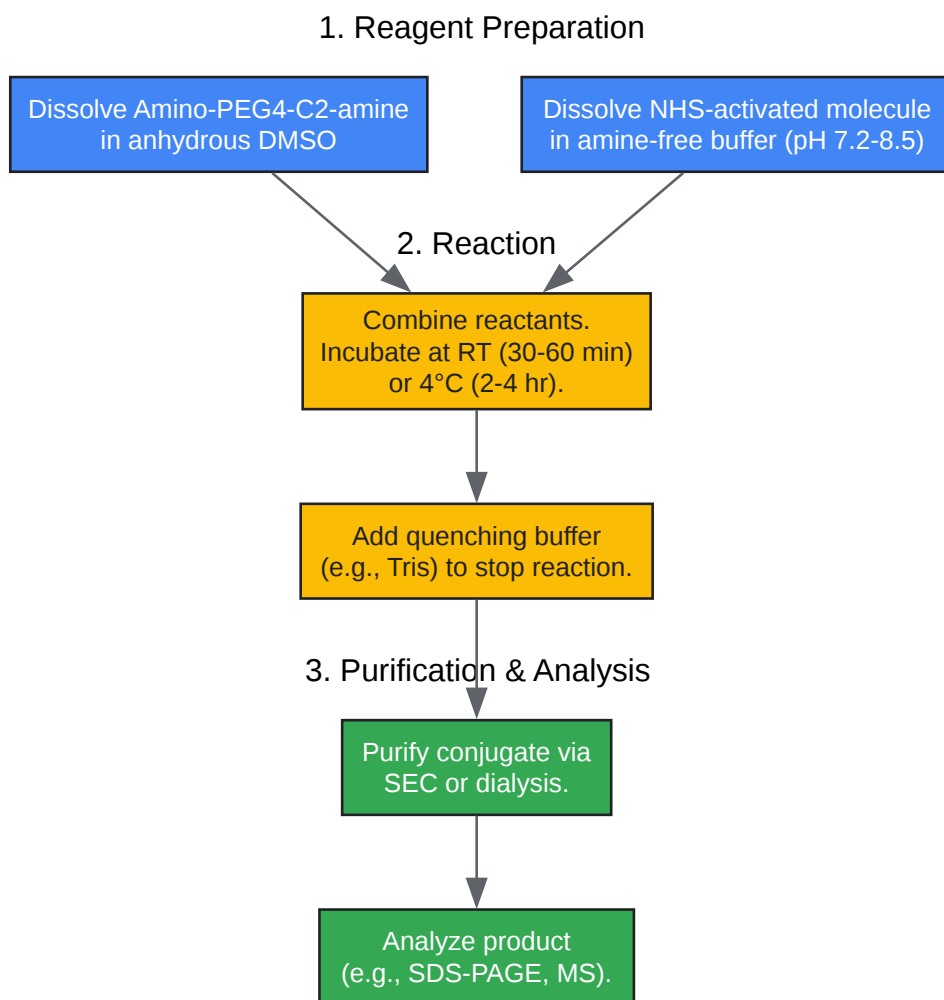 1. Reagent Preparation
Dissolve Amino-PEG4-C2-amine
in anhydrous DMSO
Dissolve NHS-activated molecule
in amine-free buffer (pH 7.2-8.5)
2. Reaction
Combine reactants.
Incubate at RT (30-60 min)
or 4°C (2-4 hr).
Add quenching buffer
(e.g., Tris) to stop reaction.
3. Purification & Analysis
Purify conjugate via
SEC or dialysis.
Analyze product
(e.g., SDS-PAGE, MS).